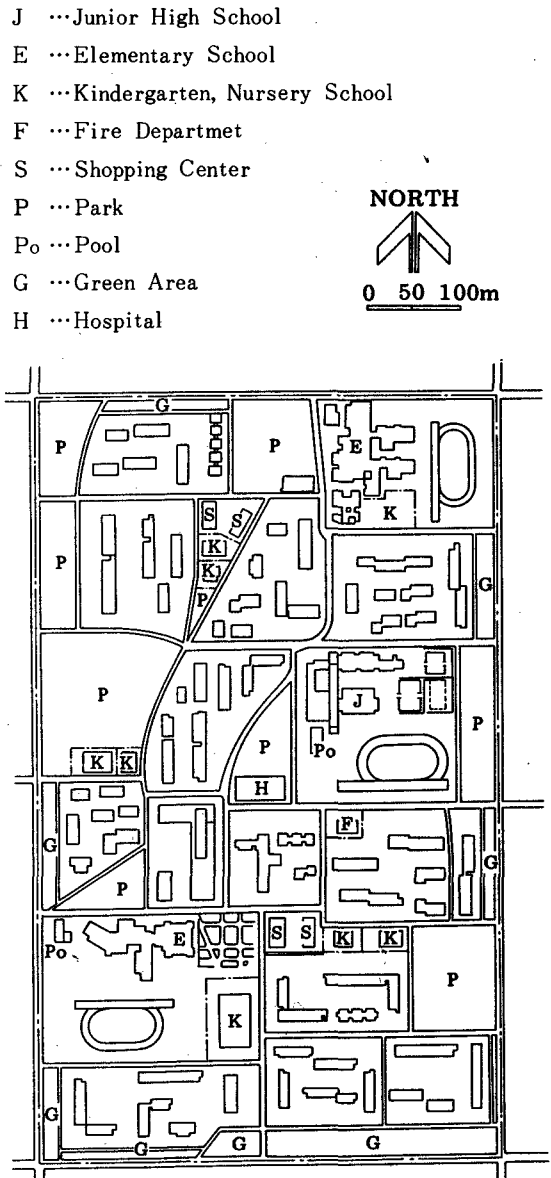 J …Junior High School
E …Elementary School
K …Kindergarten, Nursery School
F …Fire Departmet
S …Shopping Center
P …Park
Po …Pool
G …Green Area
H …Hospital
NORTH
0 50 100m
G
P
P
E
S
S
K
K
P
K
P
G
P
J
P
P
K
K
Po
H
F
G
G
P
Po
E
S
S
K
K
P
K
G
G
G
G